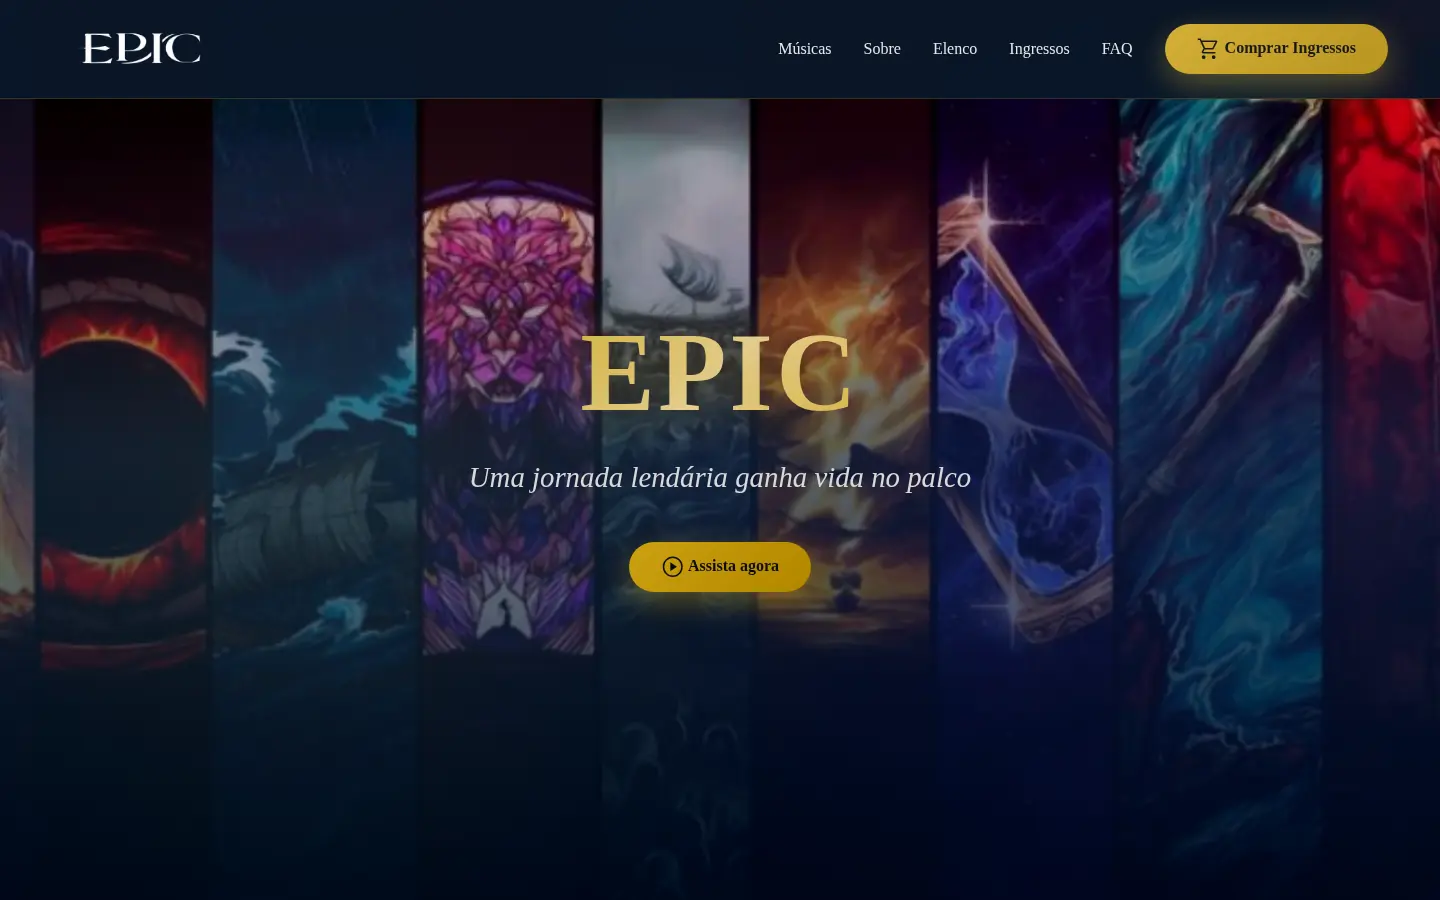 EPIC
Músicas
Sobre
Elenco
Ingressos
FAQ
Comprar Ingressos
EPIC
Uma jornada lendária ganha vida no palco
Assista agora